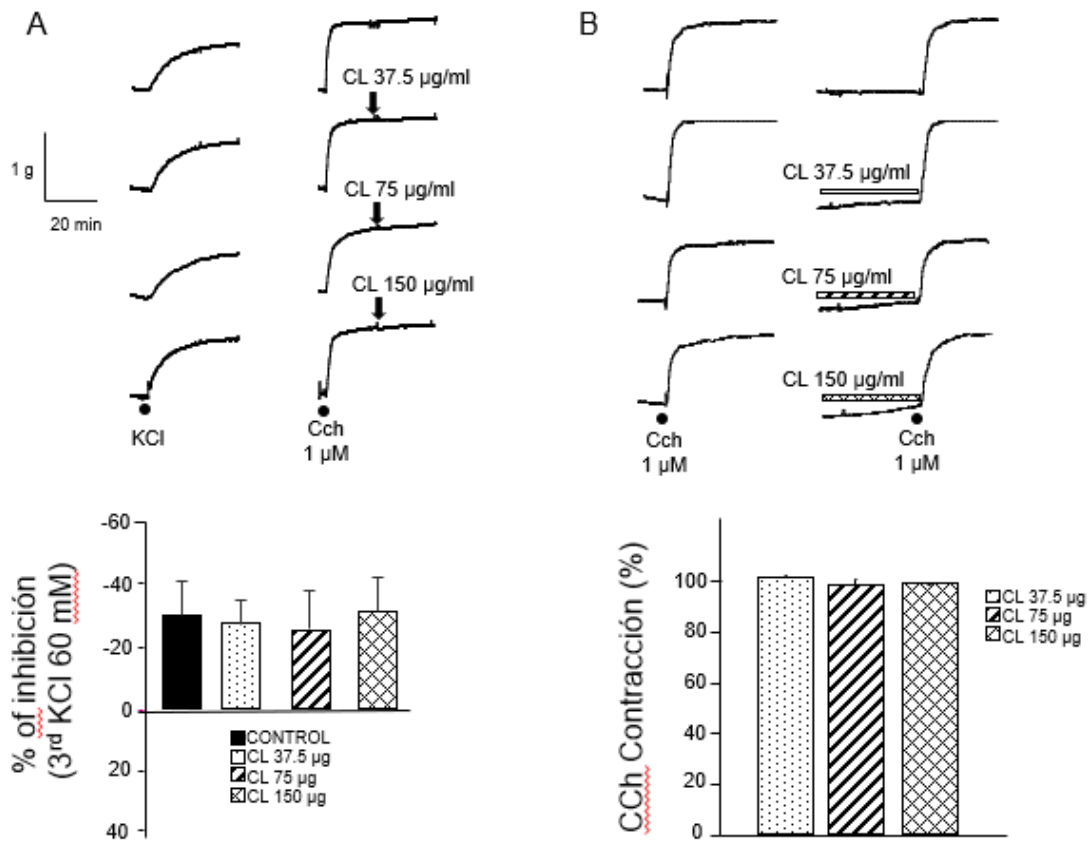 A
CL 37.5 µg/ml
1 g
20 min
CL 75 µg/ml
CL 150 µg/ml
KCl
Cch
1 µM
B
CL 37.5 µg/ml
CL 75 µg/ml
CL 150 µg/ml
Cch
1 µM
Cch
1 µM
% of inhibición
(3rd KCl 60 mM)
-60
-40
-20
0
20
40
CONTROL
CL 37.5 µg
CL 75 µg
CL 150 µg
CCh Contracción (%)
100
80
60
40
20
0
CL 37.5 µg
CL 75 µg
CL 150 µg